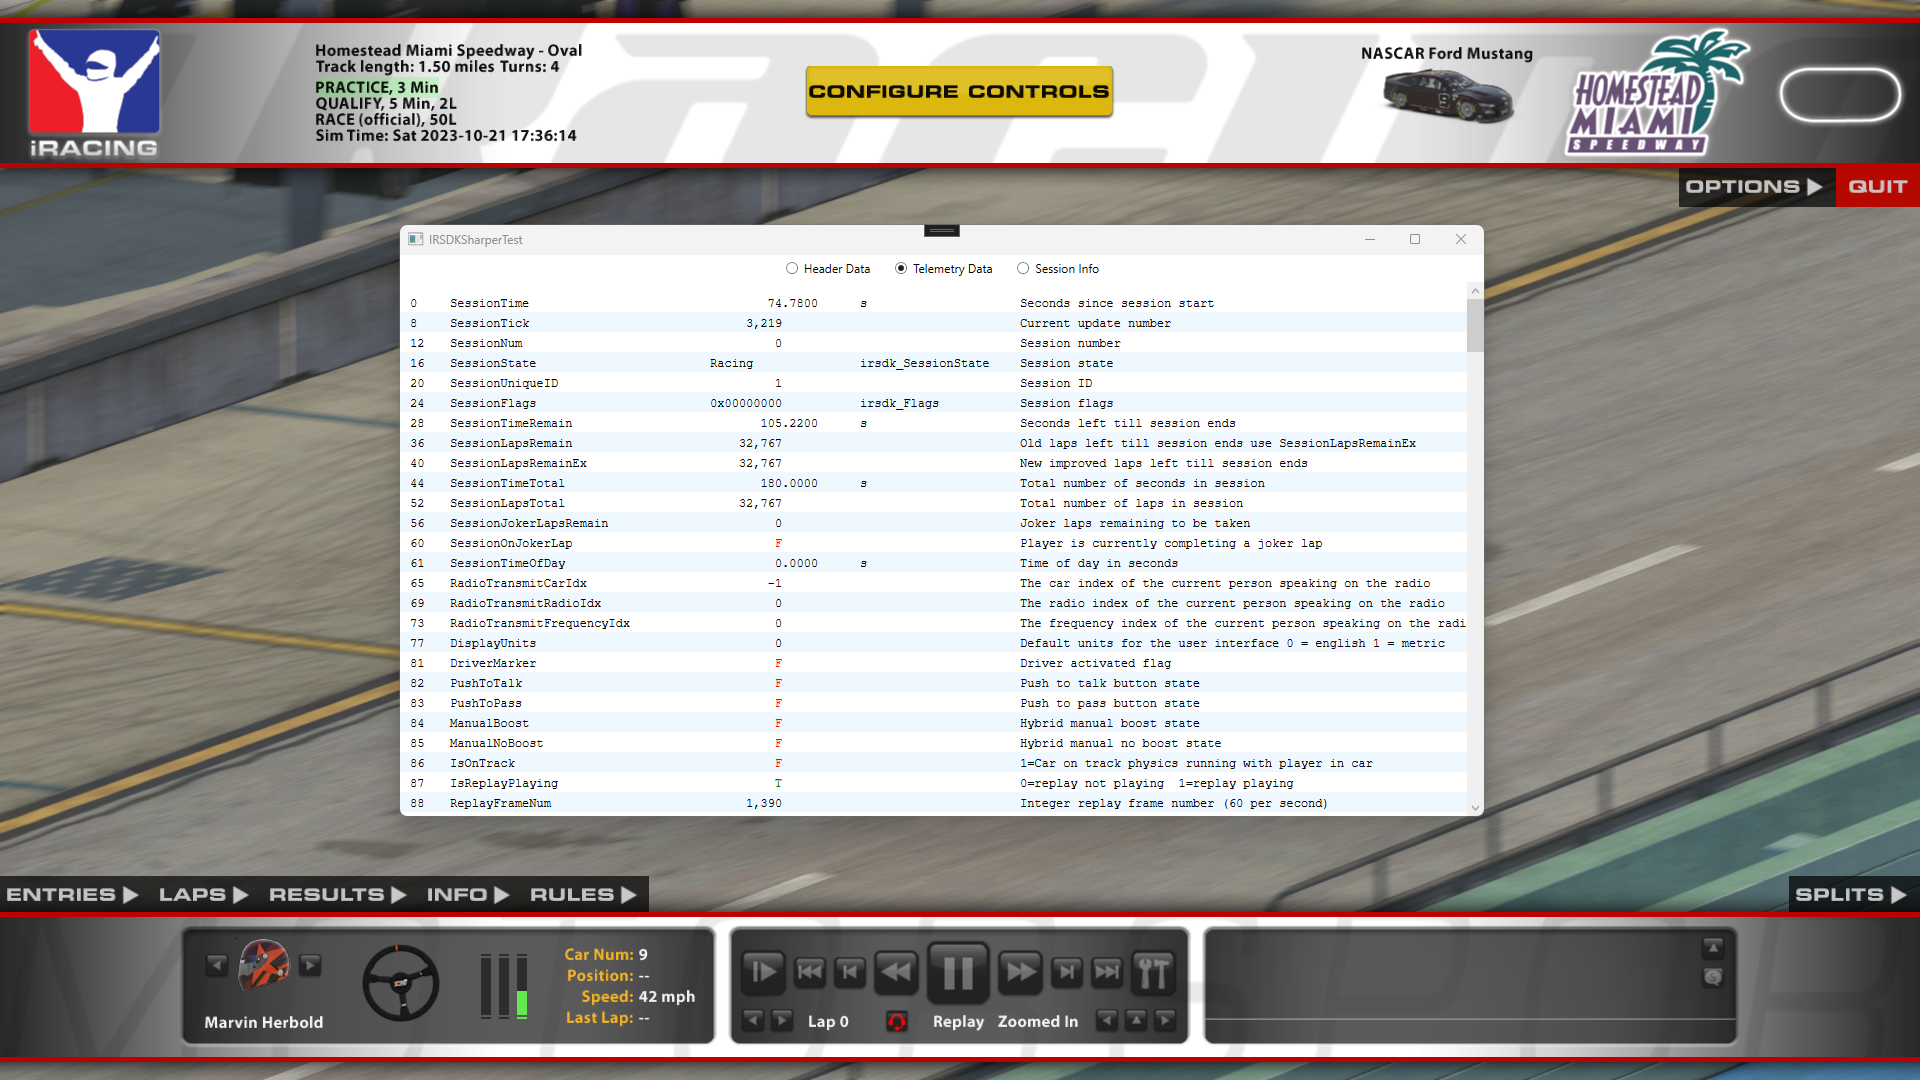 Homestead Miami Speedway - Oval
Track length: 1.50 miles Turns: 4
PRACTICE, 3 Min
QUALIFY, 5 Min, 2L
RACE (official), 50L
Sim Time: Sat 2023-10-21 17:36:14
iRACING
CONFIGURE CONTROLS
NASCAR Ford Mustang
HOMESTEAD
MIAMI
SPEEDWAY
OPTIONS
QUIT
IRSDKSharperTest
Header Data Telemetry Data Session Info
0 SessionTime 74.7800 s Seconds since session start
8 SessionTick 3,219 Current update number
12 SessionNum 0 Session number
16 SessionState Racing irsdk_SessionState Session state
20 SessionUniqueID 1 Session ID
24 SessionFlags 0x00000000 irsdk_Flags Session flags
28 SessionTimeRemain 105.2200 s Seconds left till session ends
36 SessionLapsRemain 32,767 Old laps left till session ends use SessionLapsRemainEx
40 SessionLapsRemainEx 32,767 New improved laps left till session ends
44 SessionTimeTotal 180.0000 s Total number of seconds in session
52 SessionLapsTotal 32,767 Total number of laps in session
56 SessionJokerLapsRemain 0 Joker laps remaining to be taken
60 SessionOnJokerLap F Player is currently completing a joker lap
61 SessionTimeOfDay 0.0000 s Time of day in seconds
65 RadioTransmitCarIdx -1 The car index of the current person speaking on the radio
69 RadioTransmitRadioIdx 0 The radio index of the current person speaking on the radio
73 RadioTransmitFrequencyIdx 0 The frequency index of the current person speaking on the radi
77 DisplayUnits 0 Default units for the user interface 0 = english 1 = metric
81 DriverMarker F Driver activated flag
82 PushToTalk F Push to talk button state
83 PushToPass F Push to pass button state
84 ManualBoost F Hybrid manual boost state
85 ManualNoBoost F Hybrid manual no boost state
86 IsOnTrack F 1=Car on track physics running with player in car
87 IsReplayPlaying T 0=replay not playing  1=replay playing
88 ReplayFrameNum 1,390 Integer replay frame number (60 per second)
ENTRIES LAPS RESULTS INFO RULES
SPLITS
Marvin Herbold
Car Num: 9
Position: --
Speed: 42 mph
Last Lap: --
Lap 0 Replay Zoomed In